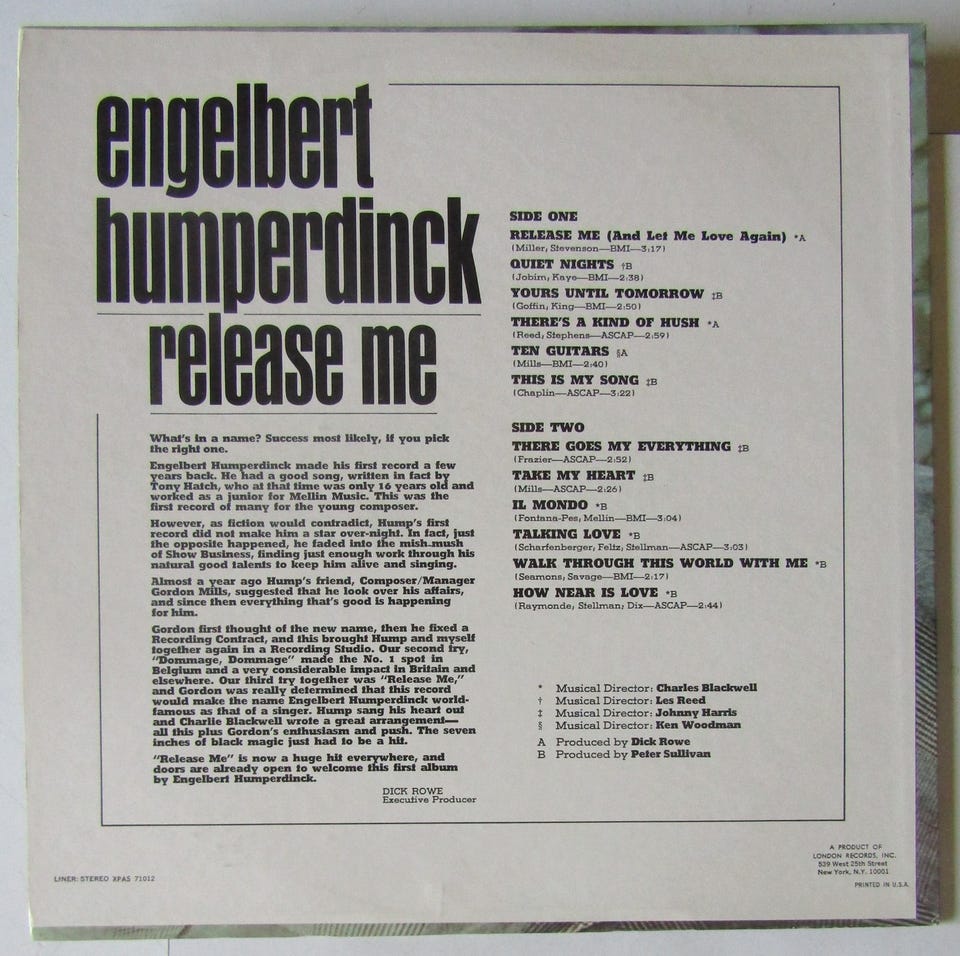 engelbert
humperdinck
release me
What's in a name? Success most likely, if you pick
the right one.
Engelbert Humperdinck made his first record a few
years back. He had a good song, written in fact by
Tony Hatch, who at that time was only 16 years old and
worked as a junior for Mellin Music. This was the
first record of many for the young composer.
However, as fiction would contradict, Hump's first
record did not make him a star over-night. In fact, just
the opposite happened, he faded into the mish-mush
of Show Business, finding just enough work through his
natural good talents to keep him alive and singing.
Almost a year ago Hump's friend, Composer/Manager
Gordon Mills, suggested that he look over his affairs,
and since then everything that's good is happening
for him.
Gordon first thought of the new name, then he fixed a
Recording Contract, and this brought Hump and myself
together again in a Recording Studio. Our second try,
"Dommage, Dommage" made the No. 1 spot in
Belgium and a very considerable impact in Britain and
elsewhere. Our third try together was "Release Me,"
and Gordon was really determined that this record
would make the name Engelbert Humperdinck world-
famous as that of a singer. Hump sang his heart out
and Charlie Blackwell wrote a great arrangement—
all this plus Gordon's enthusiasm and push. The seven
inches of black magic just had to be a hit.
"Release Me" is now a huge hit everywhere, and
doors are already open to welcome this first album
by Engelbert Humperdinck.
DICK ROWE
Executive Producer
SIDE ONE
RELEASE ME (And Let Me Love Again) *A
(Miller, Stevenson—BMI—3:17)
QUIET NIGHTS †B
(Jobim, Kaye—BMI—2:38)
YOURS UNTIL TOMORROW ‡B
(Goffin, King—BMI—2:50)
THERE'S A KIND OF HUSH *A
(Reed, Stephens—ASCAP—2:59)
TEN GUITARS §A
(Mills—BMI—2:40)
THIS IS MY SONG ‡B
(Chaplin—ASCAP—3:22)
SIDE TWO
THERE GOES MY EVERYTHING ‡B
(Frazier—ASCAP—2:52)
TAKE MY HEART ‡B
(Mills—ASCAP—2:26)
IL MONDO *B
(Fontana-Pes, Mellin—BMI—3:04)
TALKING LOVE *B
(Scharfenberger, Feltz, Stellman—ASCAP—3:03)
WALK THROUGH THIS WORLD WITH ME *B
(Seamons, Savage—BMI—2:17)
HOW NEAR IS LOVE *B
(Raymonde, Stellman, Dix—ASCAP—2:44)
* Musical Director: Charles Blackwell
† Musical Director: Les Reed
‡ Musical Director: Johnny Harris
§ Musical Director: Ken Woodman
A Produced by Dick Rowe
B Produced by Peter Sullivan
A PRODUCT OF
LONDON RECORDS, INC.
539 West 25th Street
New York, N.Y. 10001
PRINTED IN U.S.A.
LINER: STEREO XPAS 71012